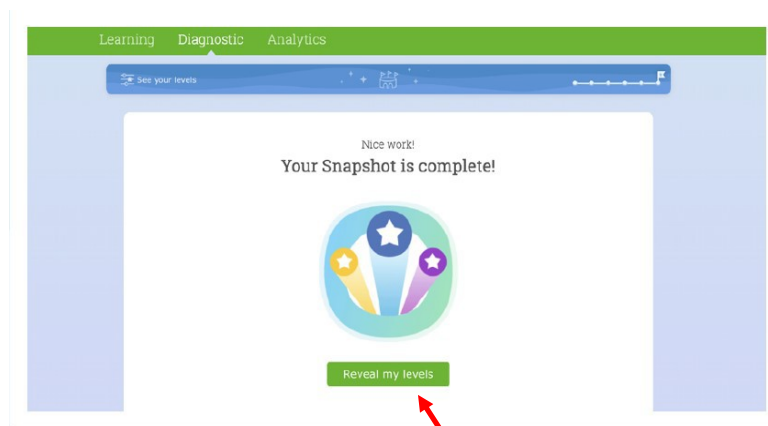 Learning Diagnostic Analytics
See your levels
Nice work!
Your Snapshot is complete!
Reveal my levels